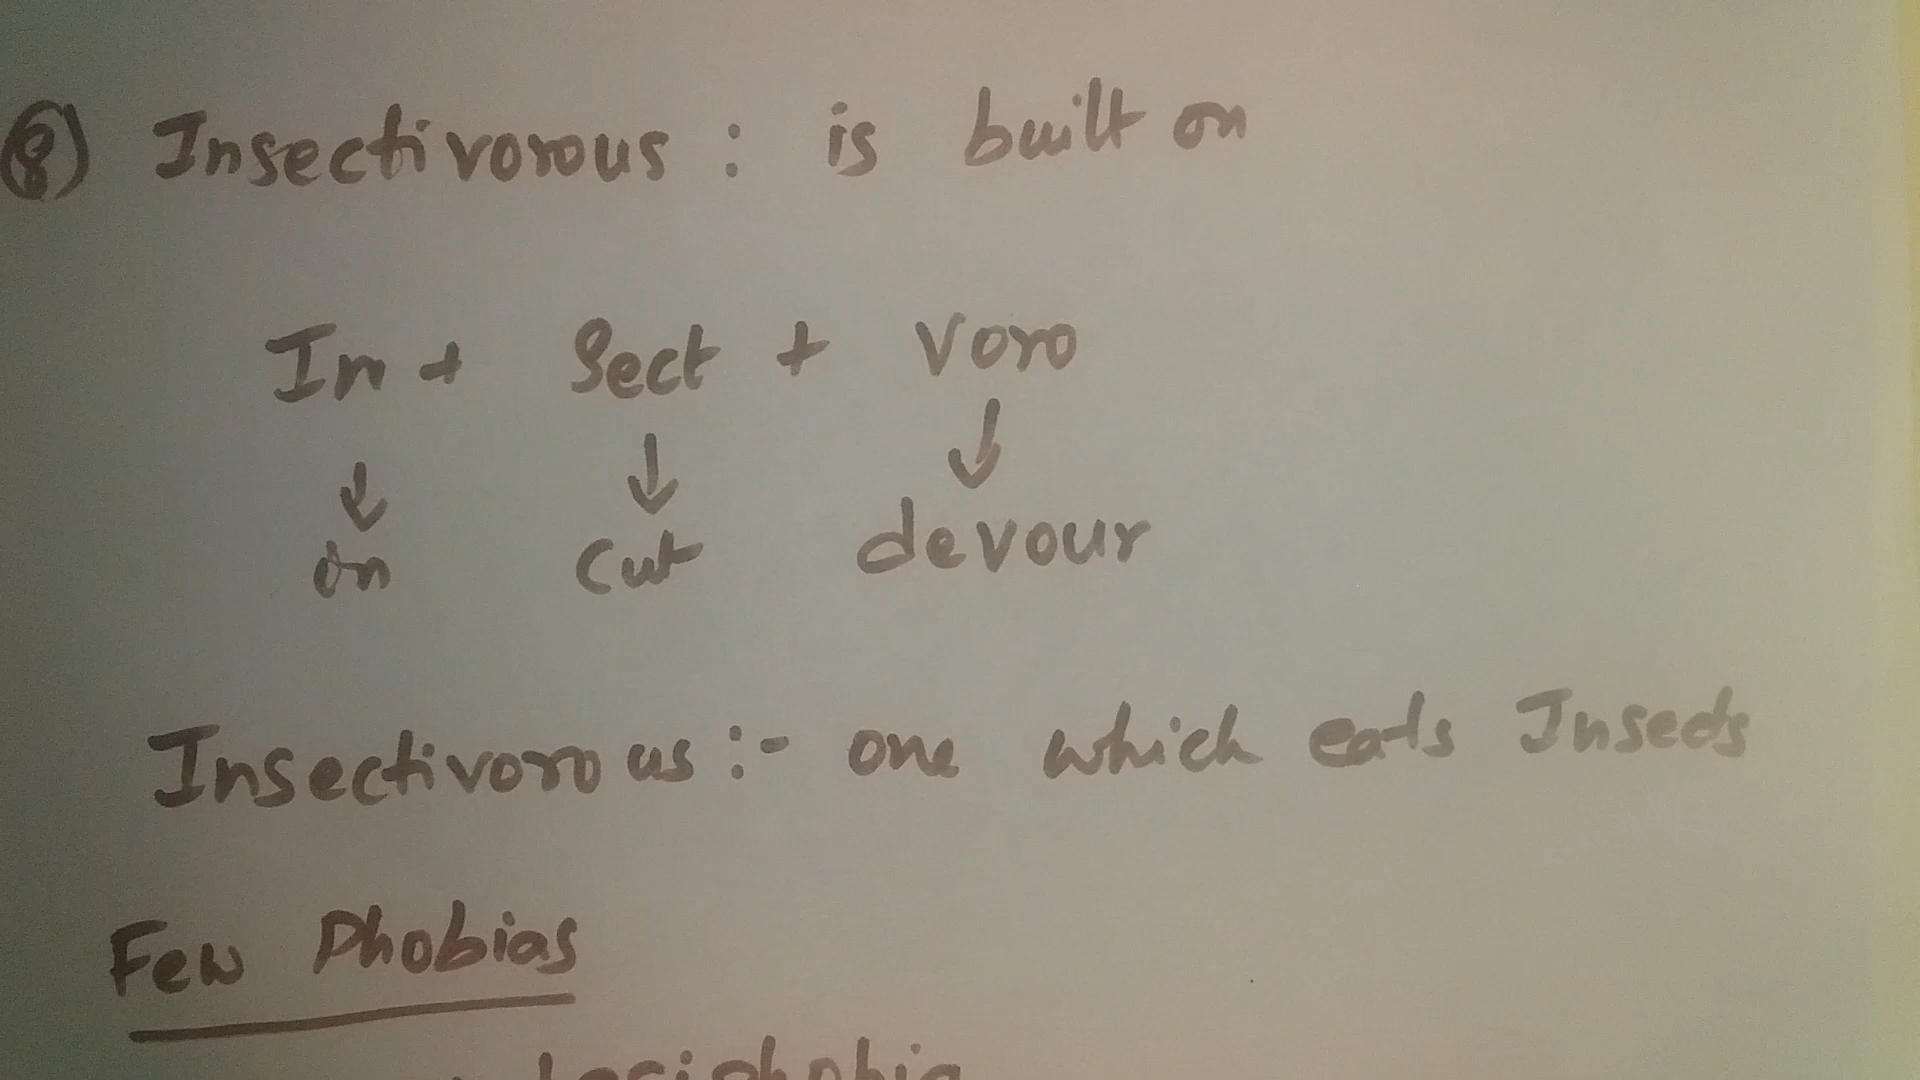 8) Insectivorous : is built on
In + Sect + Voro
↓ ↓ ↓
on cut devour
Insectivorous :- one which eats Insects
Few Phobias